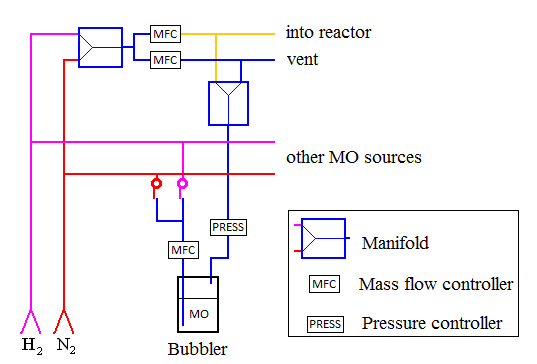 MFC into reactor
MFC vent
other MO sources
PRESS
MFC
Manifold
MO
MFC Mass flow controller
PRESS Pressure controller
H2 N2
Bubbler